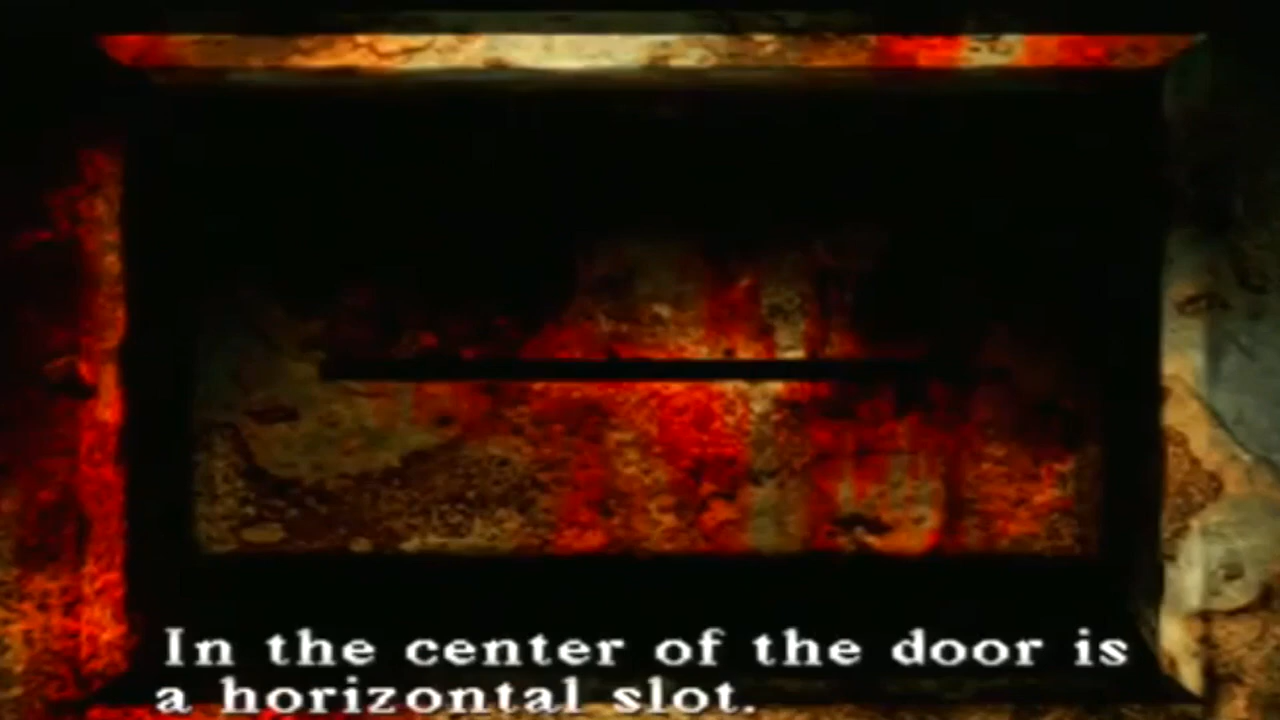 In the center of the door is
a horizontal slot.